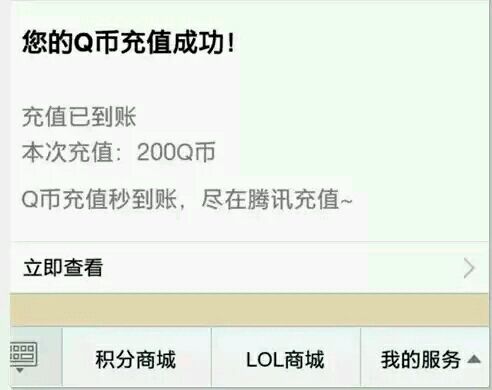 您的Q币充值成功！
充值已到账
本次充值：200Q币
Q币充值秒到账，尽在腾讯充值~
立即查看
积分商城
LOL商城
我的服务